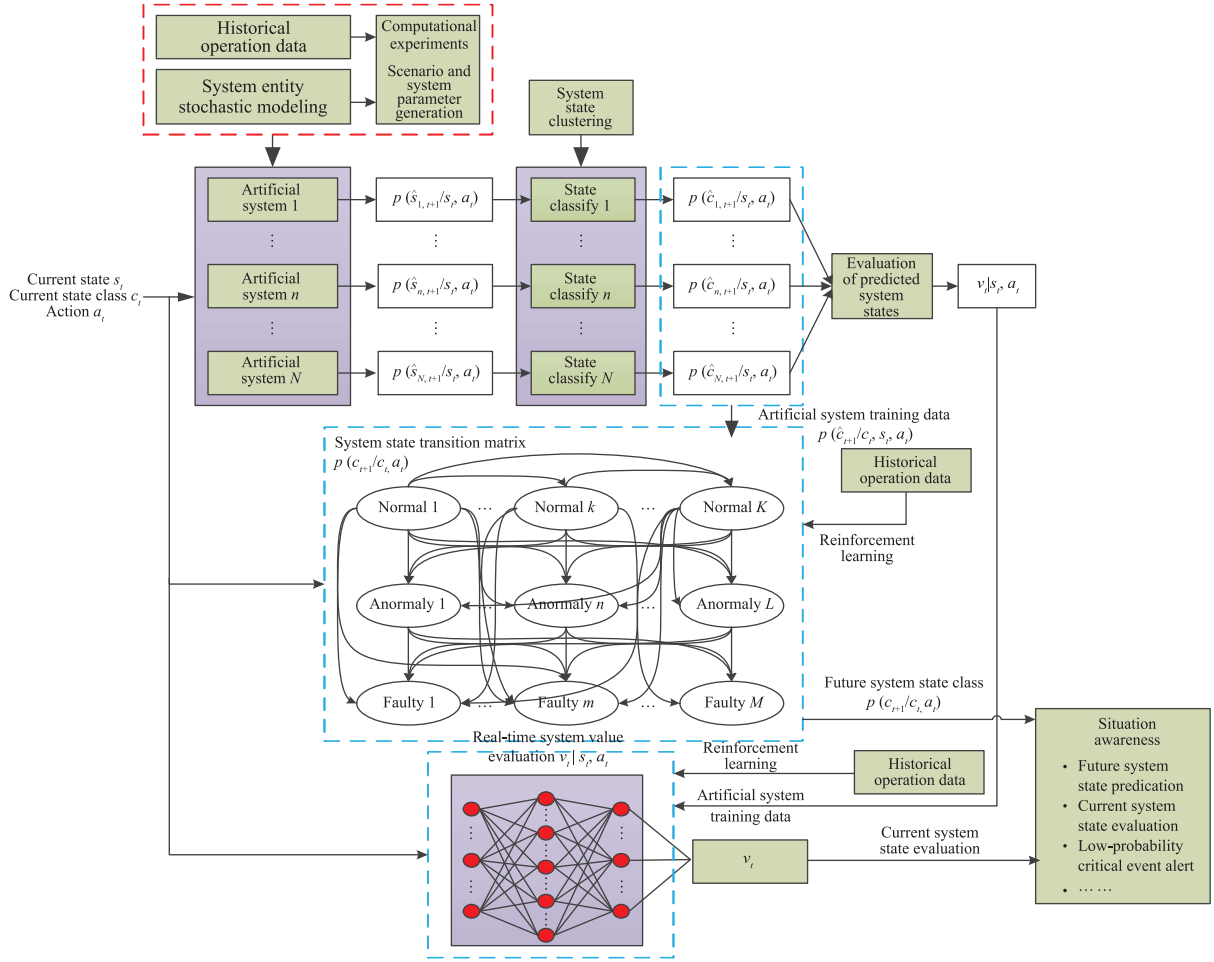 Historical
operation data
System entity
stochastic modeling
Computational
experiments
Scenario and
system
parameter
generation
System
state
clustering
Artificial
system 1
p (ŝ1, t+1/st, at)
State
classify 1
p (ĉ1, t+1/st, at)
⋮ ⋮ ⋮ ⋮
Current state st
Current state class ct
Action at
Artificial
system n
p (ŝn, t+1/st, at)
State
classify n
p (ĉn, t+1/st, at)
Evaluation
of predicted
system
states
vt|st, at
⋮ ⋮ ⋮ ⋮
Artificial
system N
p (ŝN, t+1/st, at)
State
classify N
p (ĉN, t+1/st, at)
Artificial system training data
p (ĉt+1/ct, st, at)
System state transition matrix
p (ct+1/ct, at)
Historical
operation data
Reinforcement
learning
Normal 1 ... Normal k ... Normal K
Anormaly 1 ... Anormaly n ... Anormaly L
Faulty 1 ... Faulty m ... Faulty M
Future system state class
p (ct+1/ct, at)
Real-time system value
evaluation vt| st, at
Reinforcement
learning
Historical
operation data
Artificial system
training data
vt
Current system
state evaluation
Situation
awareness
• Future system
state predication
• Current system
state evaluation
• Low-probability
critical event alert
• ... ...